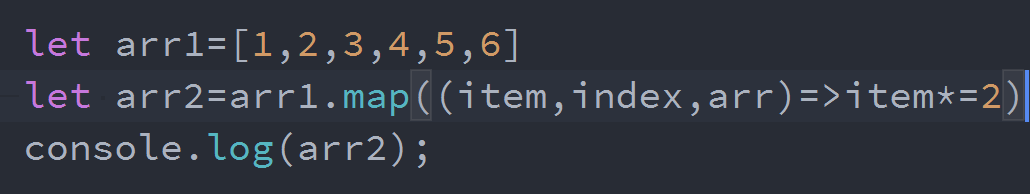 let arr1=[1,2,3,4,5,6]
let arr2=arr1.map((item,index,arr)=>item*=2)
console.log(arr2);